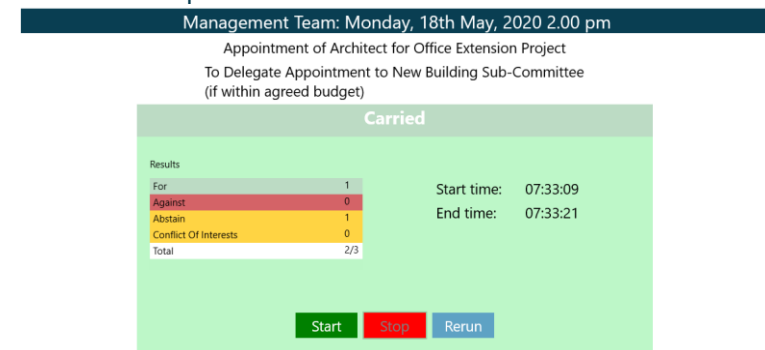 Management Team: Monday, 18th May, 2020 2.00 pm
Appointment of Architect for Office Extension Project
To Delegate Appointment to New Building Sub-Committee
(if within agreed budget)
Carried
Results
For 1
Against 0
Abstain 1
Conflict Of Interests 0
Total 2/3
Start time: 07:33:09
End time: 07:33:21
Start Stop Rerun